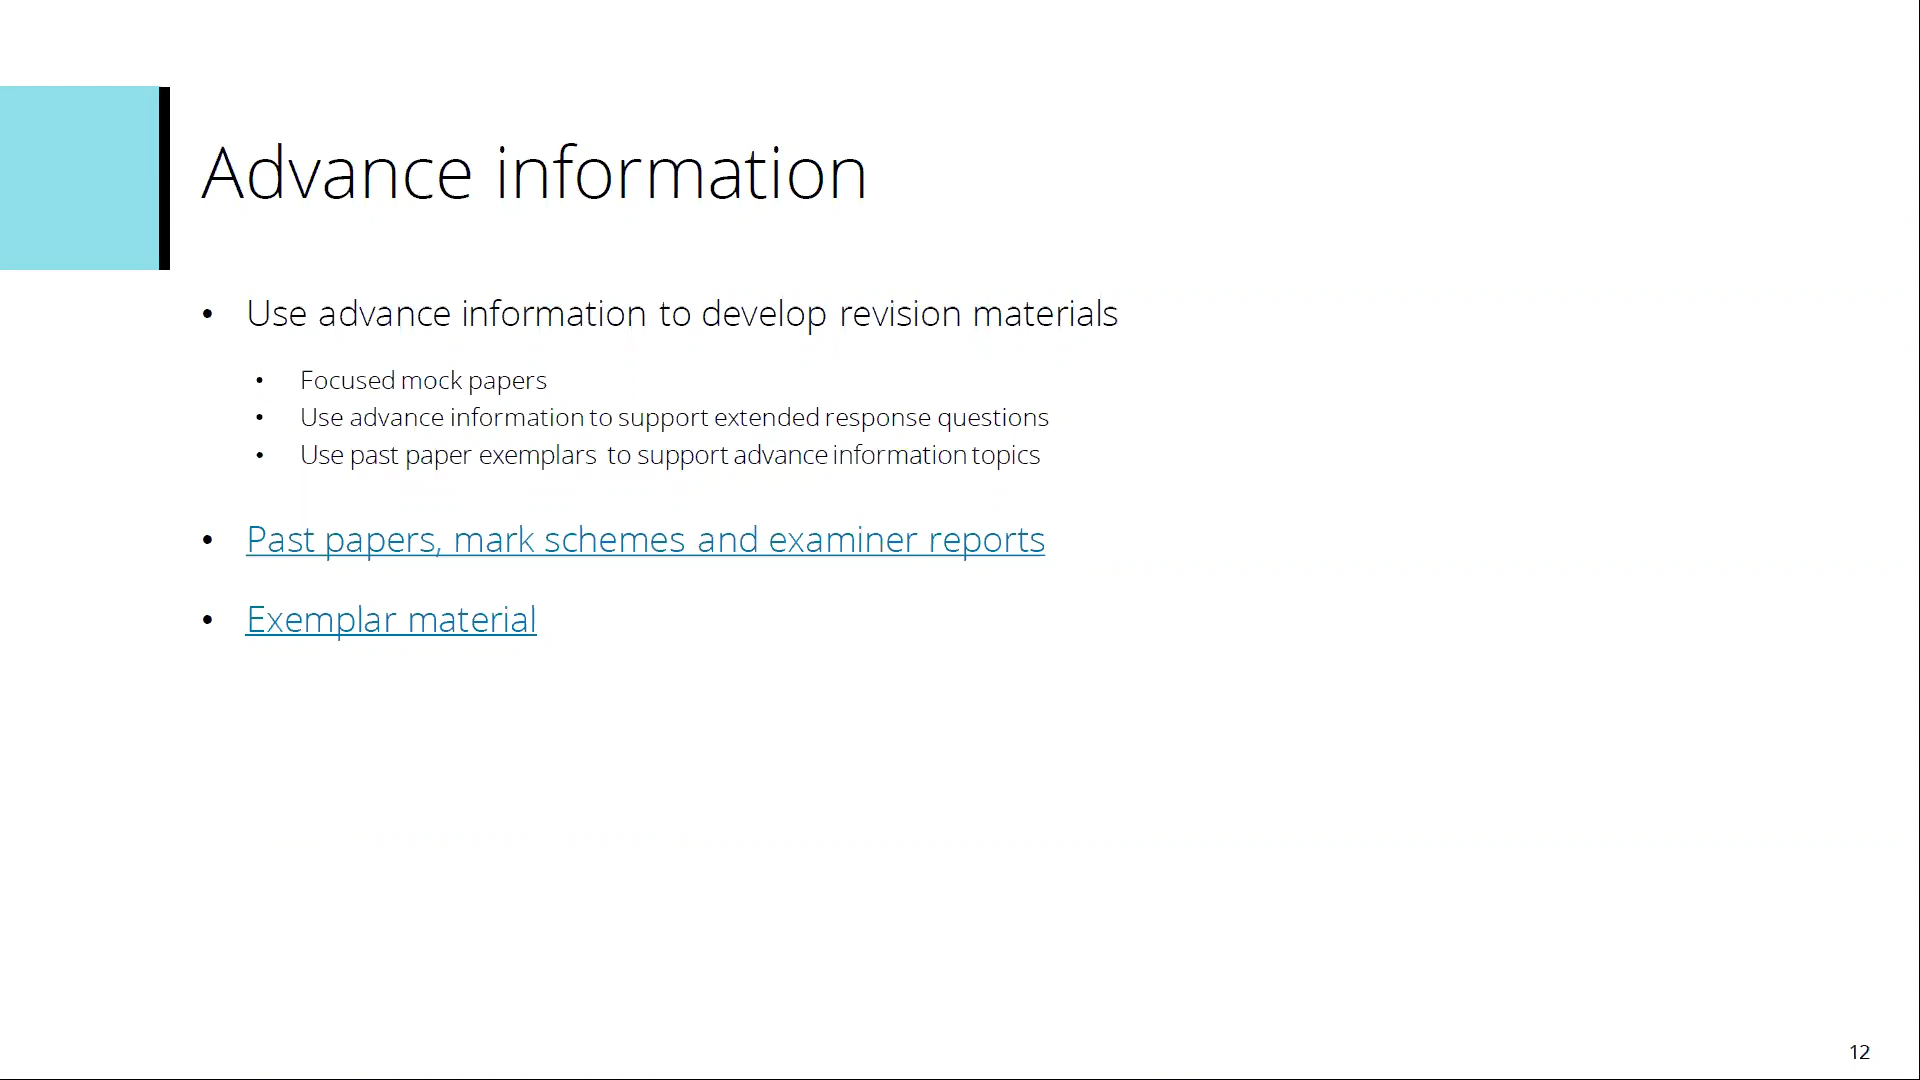 Advance information
• Use advance information to develop revision materials
• Focused mock papers
• Use advance information to support extended response questions
• Use past paper exemplars to support advance information topics
• Past papers, mark schemes and examiner reports
• Exemplar material
12